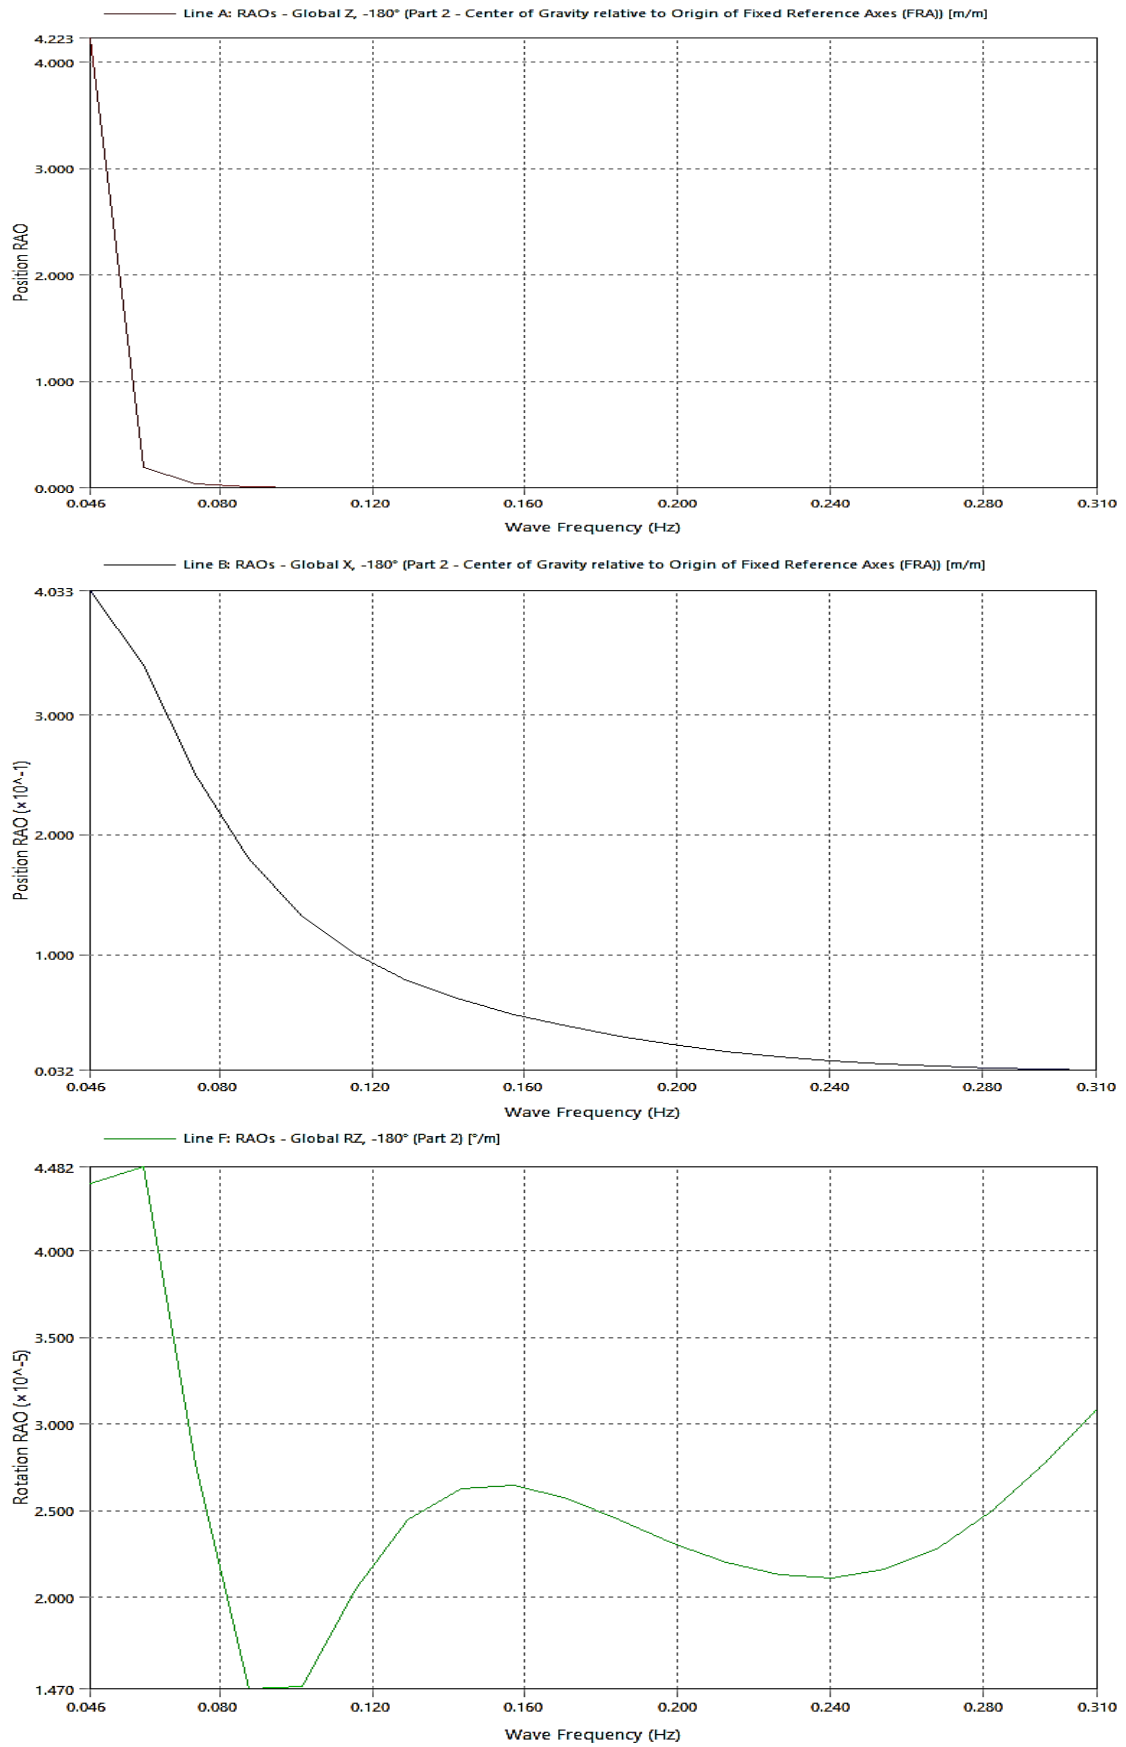 Line A: RAOs - Global Z, -180° (Part 2 - Center of Gravity relative to Origin of Fixed Reference Axes (FRA)) [m/m]
4.223
4.000
3.000
2.000
1.000
0.000
Position RAO
0.046 0.080 0.120 0.160 0.200 0.240 0.280 0.310
Wave Frequency (Hz)
Line B: RAOs - Global X, -180° (Part 2 - Center of Gravity relative to Origin of Fixed Reference Axes (FRA)) [m/m]
4.033
3.000
2.000
1.000
0.032
Position RAO (×10^-1)
0.046 0.080 0.120 0.160 0.200 0.240 0.280 0.310
Wave Frequency (Hz)
Line F: RAOs - Global RZ, -180° (Part 2) [°/m]
4.482
4.000
3.500
3.000
2.500
2.000
1.470
Rotation RAO (×10^-5)
0.046 0.080 0.120 0.160 0.200 0.240 0.280 0.310
Wave Frequency (Hz)